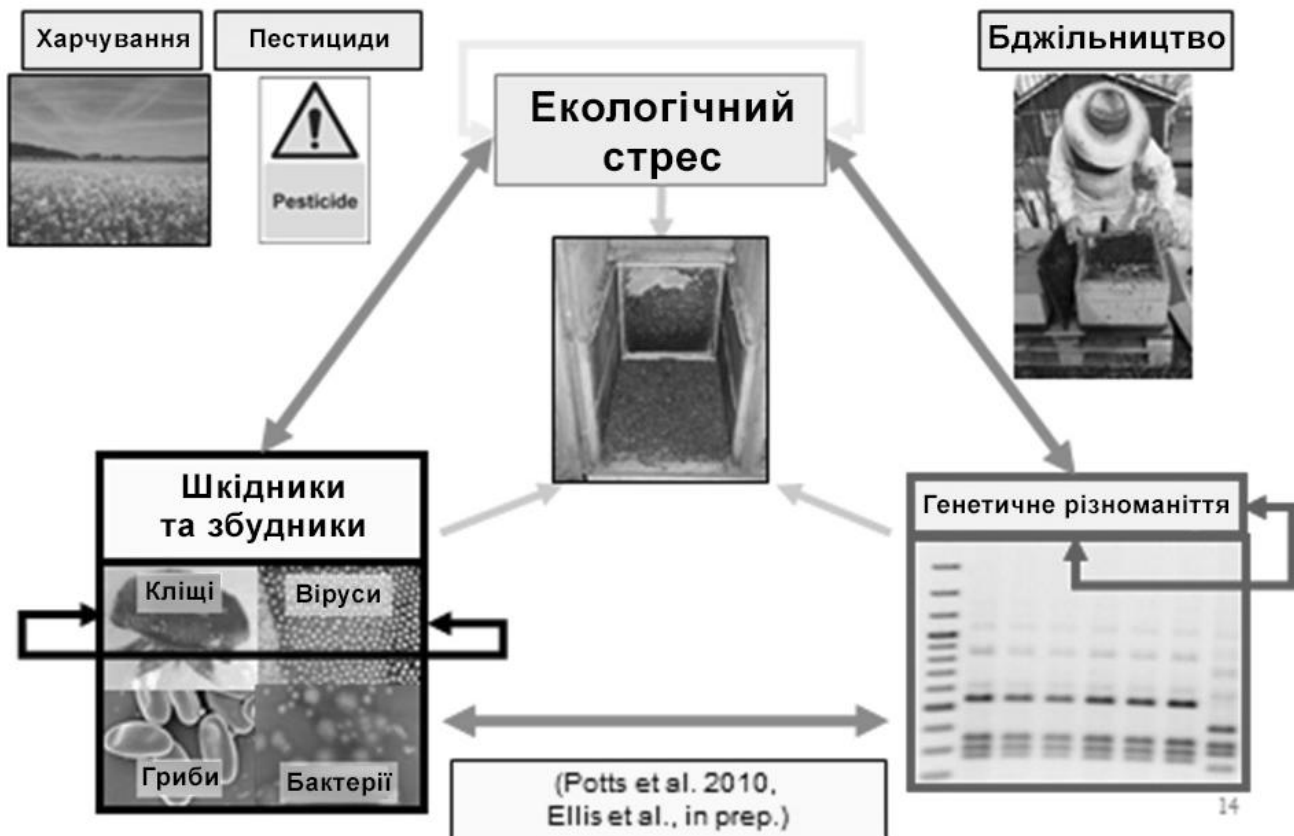 Харчування
Пестициди
Pesticide
Екологічний
стрес
Бджільництво
Шкідники
та збудники
Кліщі
Віруси
Гриби
Бактерії
Генетичне різноманіття
(Potts et al. 2010,
Ellis et al., in prep.)
14